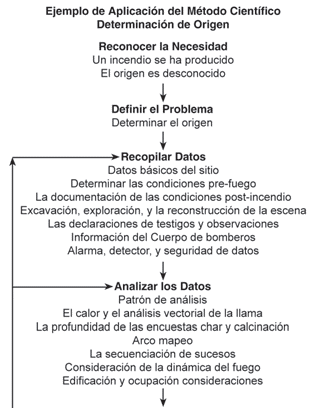 Ejemplo de Aplicación del Método Científico
Determinación de Origen
Reconocer la Necesidad
Un incendio se ha producido
El origen es desconocido
Definir el Problema
Determinar el origen
Recopilar Datos
Datos básicos del sitio
Determinar las condiciones pre-fuego
La documentación de las condiciones post-incendio
Excavación, exploración, y la reconstrucción de la escena
Las declaraciones de testigos y observaciones
Información del Cuerpo de bomberos
Alarma, detector, y seguridad de datos
Analizar los Datos
Patrón de análisis
El calor y el análisis vectorial de la llama
La profundidad de las encuestas char y calcinación
Arco mapeo
La secuenciación de sucesos
Consideración de la dinámica del fuego
Edificación y ocupación consideraciones